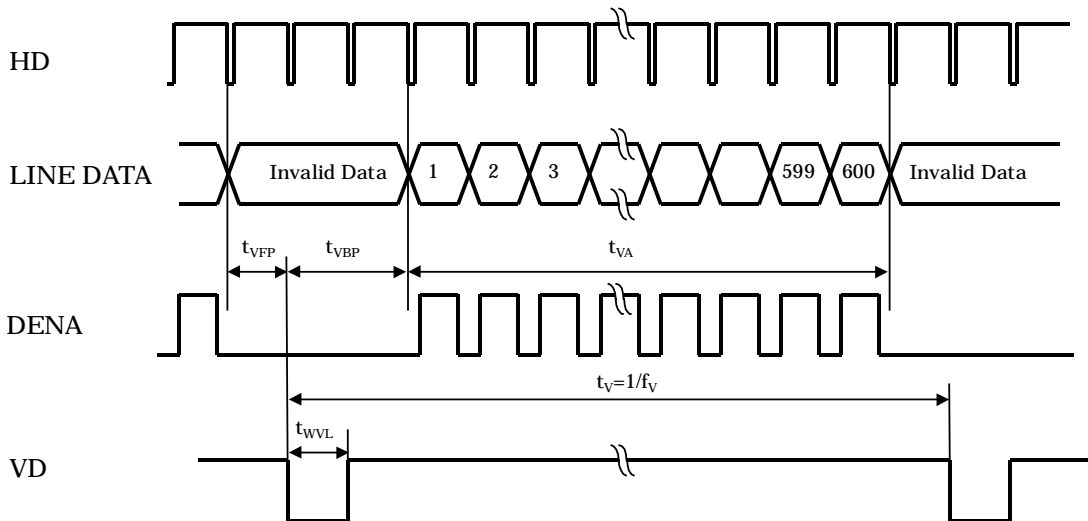 HD
LINE DATA Invalid Data 1 2 3 599 600 Invalid Data
tVFP tVBP tVA
DENA
tV=1/fV
tWVL
VD